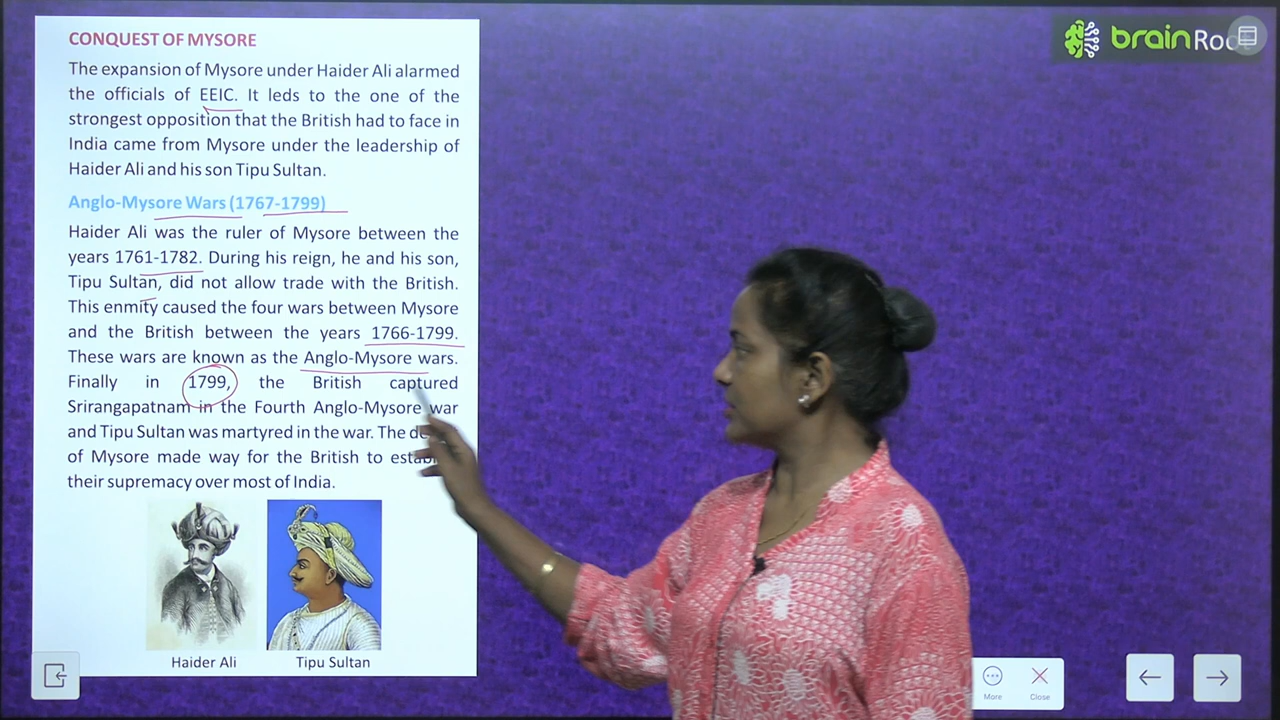 CONQUEST OF MYSORE
The expansion of Mysore under Haider Ali alarmed
the officials of EEIC. It leds to the one of the
strongest opposition that the British had to face in
India came from Mysore under the leadership of
Haider Ali and his son Tipu Sultan.
Anglo-Mysore Wars (1767-1799)
Haider Ali was the ruler of Mysore between the
years 1761-1782. During his reign, he and his son,
Tipu Sultan, did not allow trade with the British.
This enmity caused the four wars between Mysore
and the British between the years 1766-1799.
These wars are known as the Anglo-Mysore wars.
Finally in 1799, the British captured
Srirangapatnam in the Fourth Anglo-Mysore war
and Tipu Sultan was martyred in the war. The
of Mysore made way for the British to
their supremacy over most of India.
Haider Ali
Tipu Sultan
brain
More
Close